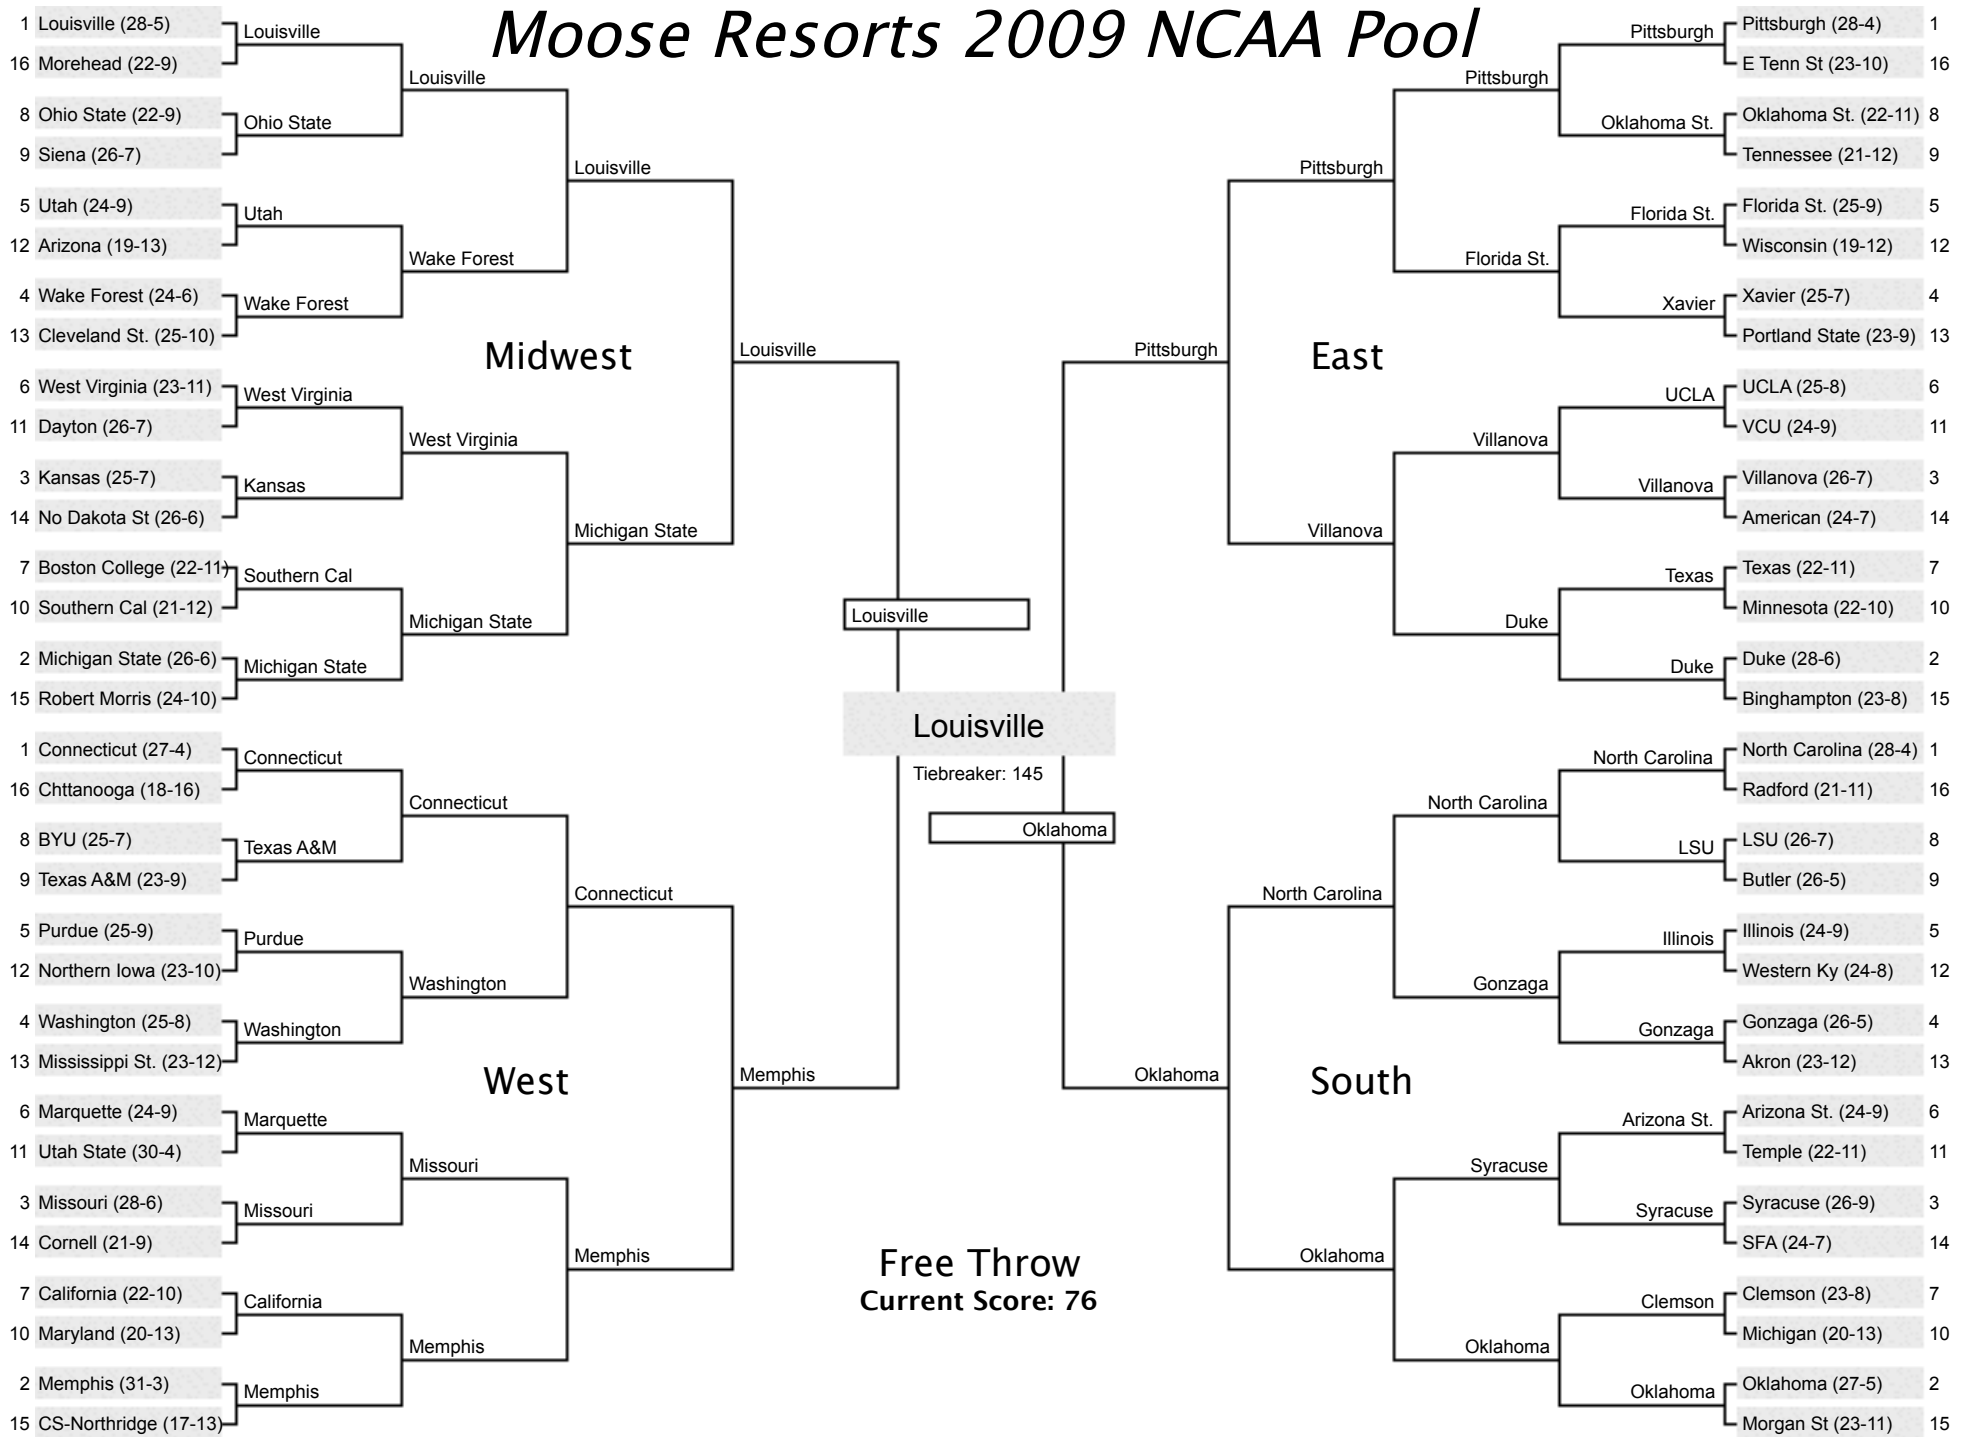 Moose Resorts 2009 NCAA Pool
1 Louisville (28-5)
16 Morehead (22-9)
8 Ohio State (22-9)
9 Siena (26-7)
5 Utah (24-9)
12 Arizona (19-13)
4 Wake Forest (24-6)
13 Cleveland St. (25-10)
6 West Virginia (23-11)
11 Dayton (26-7)
3 Kansas (25-7)
14 No Dakota St (26-6)
7 Boston College (22-11)
10 Southern Cal (21-12)
2 Michigan State (26-6)
15 Robert Morris (24-10)
Louisville
Ohio State
Utah
Wake Forest
West Virginia
Kansas
Southern Cal
Michigan State
Louisville
Wake Forest
West Virginia
Michigan State
Louisville
Michigan State
Midwest
Louisville
1 Connecticut (27-4)
16 Chttanooga (18-16)
8 BYU (25-7)
9 Texas A&M (23-9)
5 Purdue (25-9)
12 Northern Iowa (23-10)
4 Washington (25-8)
13 Mississippi St. (23-12)
6 Marquette (24-9)
11 Utah State (30-4)
3 Missouri (28-6)
14 Cornell (21-9)
7 California (22-10)
10 Maryland (20-13)
2 Memphis (31-3)
15 CS-Northridge (17-13)
Connecticut
Texas A&M
Purdue
Washington
Marquette
Missouri
California
Memphis
Connecticut
Washington
Missouri
Memphis
Connecticut
Memphis
West
Memphis
Louisville
Louisville
Tiebreaker: 145
Oklahoma
Free Throw
Current Score: 76
Pittsburgh
East
Pittsburgh
Villanova
Pittsburgh
Florida St.
Villanova
Duke
Pittsburgh
Oklahoma St.
Florida St.
Xavier
UCLA
Villanova
Texas
Duke
Pittsburgh (28-4) 1
E Tenn St (23-10) 16
Oklahoma St. (22-11) 8
Tennessee (21-12) 9
Florida St. (25-9) 5
Wisconsin (19-12) 12
Xavier (25-7) 4
Portland State (23-9) 13
UCLA (25-8) 6
VCU (24-9) 11
Villanova (26-7) 3
American (24-7) 14
Texas (22-11) 7
Minnesota (22-10) 10
Duke (28-6) 2
Binghampton (23-8) 15
Oklahoma
South
North Carolina
Oklahoma
North Carolina
Gonzaga
Syracuse
Oklahoma
North Carolina
LSU
Illinois
Gonzaga
Arizona St.
Syracuse
Clemson
Oklahoma
North Carolina (28-4) 1
Radford (21-11) 16
LSU (26-7) 8
Butler (26-5) 9
Illinois (24-9) 5
Western Ky (24-8) 12
Gonzaga (26-5) 4
Akron (23-12) 13
Arizona St. (24-9) 6
Temple (22-11) 11
Syracuse (26-9) 3
SFA (24-7) 14
Clemson (23-8) 7
Michigan (20-13) 10
Oklahoma (27-5) 2
Morgan St (23-11) 15